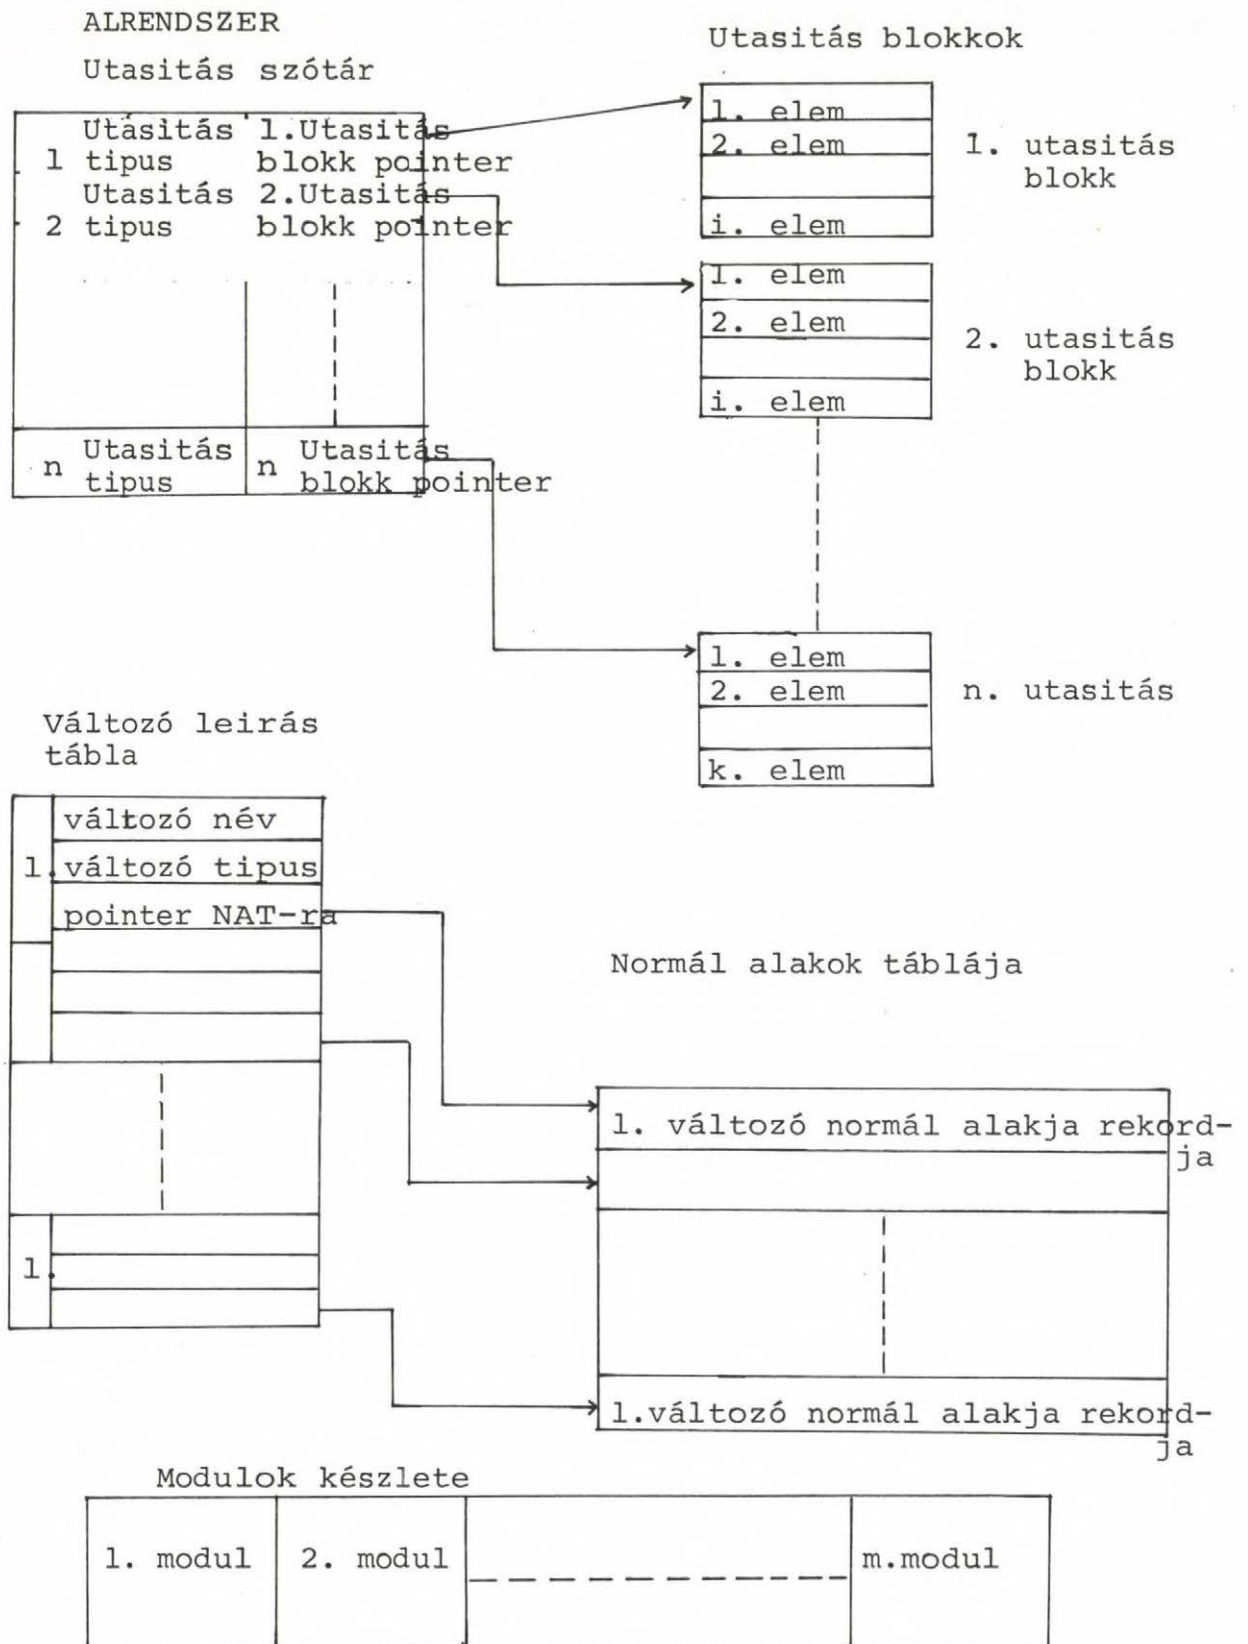 ALRENDSZER
Utasitás szótár
Utasitás 1.Utasitás
1 tipus blokk pointer
Utasitás 2.Utasitás
2 tipus blokk pointer
n Utasitás
tipus
n Utasitás
blokk pointer
Utasitás blokkok
1. elem
2. elem
i. elem
1. utasitás
blokk
1. elem
2. elem
i. elem
2. utasitás
blokk
1. elem
2. elem
k. elem
n. utasitás
Változó leirás
tábla
változó név
1. változó tipus
pointer NAT-ra
1.
Normál alakok táblája
1. változó normál alakja rekord-
ja
1.változó normál alakja rekord-
ja
Modulok készlete
1. modul
2. modul
m.modul